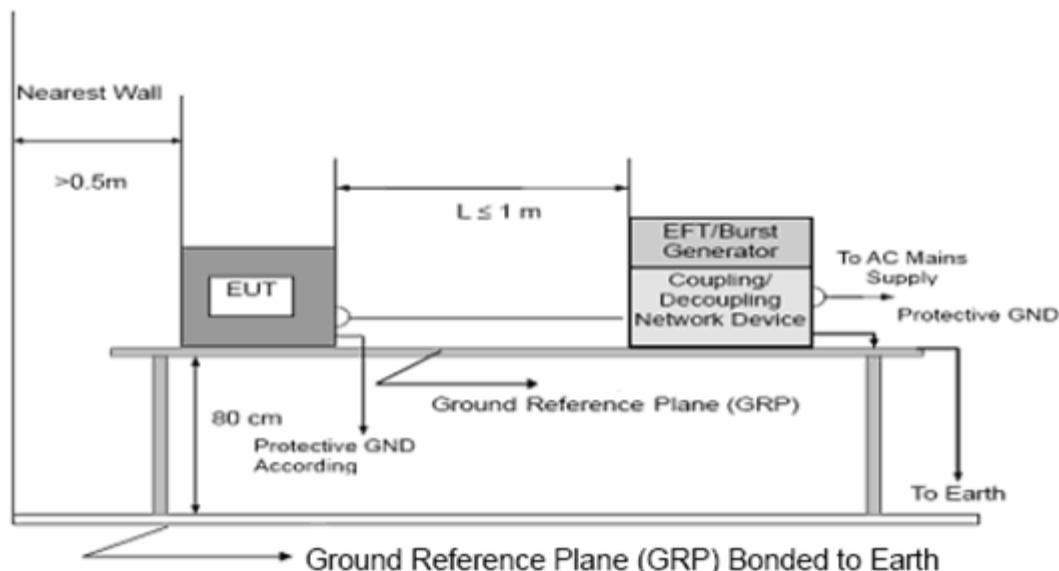 Nearest Wall
>0.5m
L ≤ 1 m
EFT/Burst
Generator
To AC Mains
Supply
EUT
Coupling/
Decoupling
Network Device
Protective GND
80 cm
Ground Reference Plane (GRP)
Protective GND
According
To Earth
Ground Reference Plane (GRP) Bonded to Earth